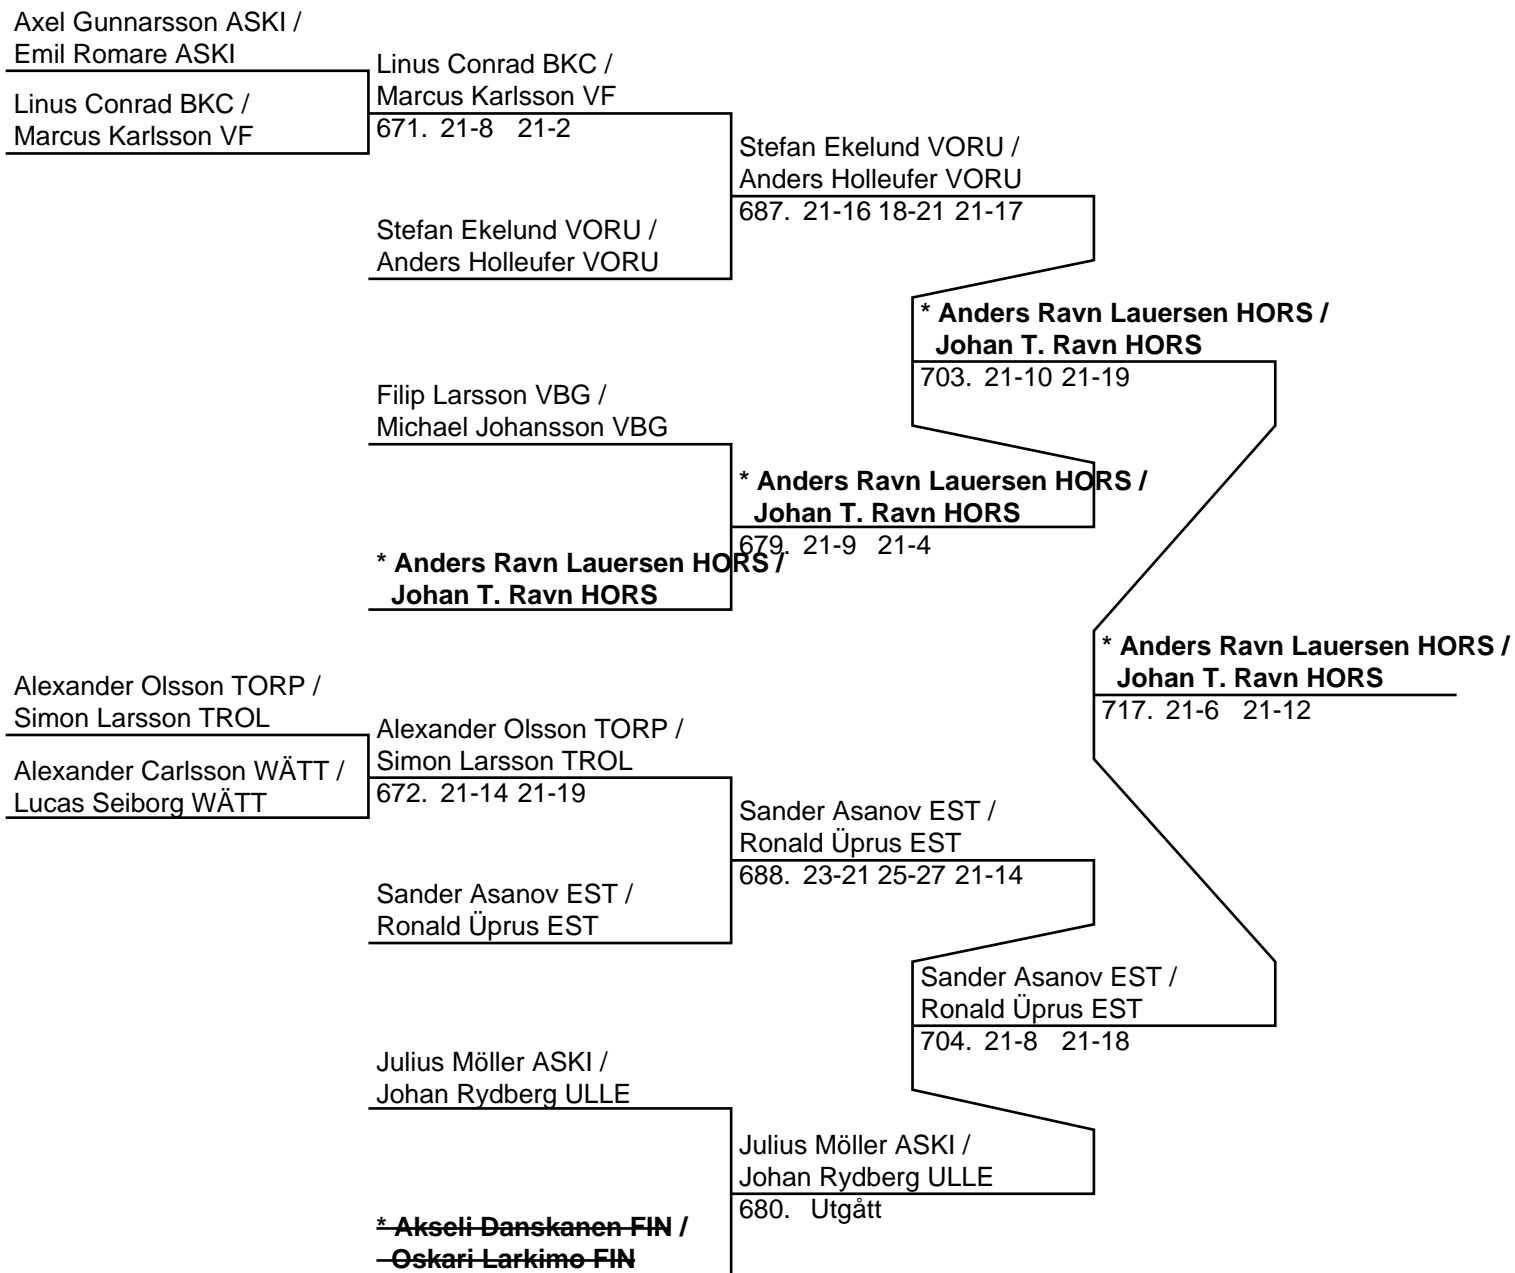 Axel Gunnarsson ASKI /
Emil Romare ASKI
Linus Conrad BKC /
Marcus Karlsson VF
Linus Conrad BKC /
Marcus Karlsson VF
671. 21-8 21-2
Stefan Ekelund VORU /
Anders Holleufer VORU
Stefan Ekelund VORU /
Anders Holleufer VORU
687. 21-16 18-21 21-17
Filip Larsson VBG /
Michael Johansson VBG
* Anders Ravn Lauersen HORS /
Johan T. Ravn HORS
* Anders Ravn Lauersen HORS /
Johan T. Ravn HORS
679. 21-9 21-4
* Anders Ravn Lauersen HORS /
Johan T. Ravn HORS
703. 21-10 21-19
Alexander Olsson TORP /
Simon Larsson TROL
Alexander Carlsson WÄTT /
Lucas Seiborg WÄTT
Alexander Olsson TORP /
Simon Larsson TROL
672. 21-14 21-19
Sander Asanov EST /
Ronald Üprus EST
Sander Asanov EST /
Ronald Üprus EST
688. 23-21 25-27 21-14
Julius Möller ASKI /
Johan Rydberg ULLE
* Akseli Danskanen FIN /
Oskari Larkimo FIN
Julius Möller ASKI /
Johan Rydberg ULLE
680. Utgått
Sander Asanov EST /
Ronald Üprus EST
704. 21-8 21-18
* Anders Ravn Lauersen HORS /
Johan T. Ravn HORS
717. 21-6 21-12